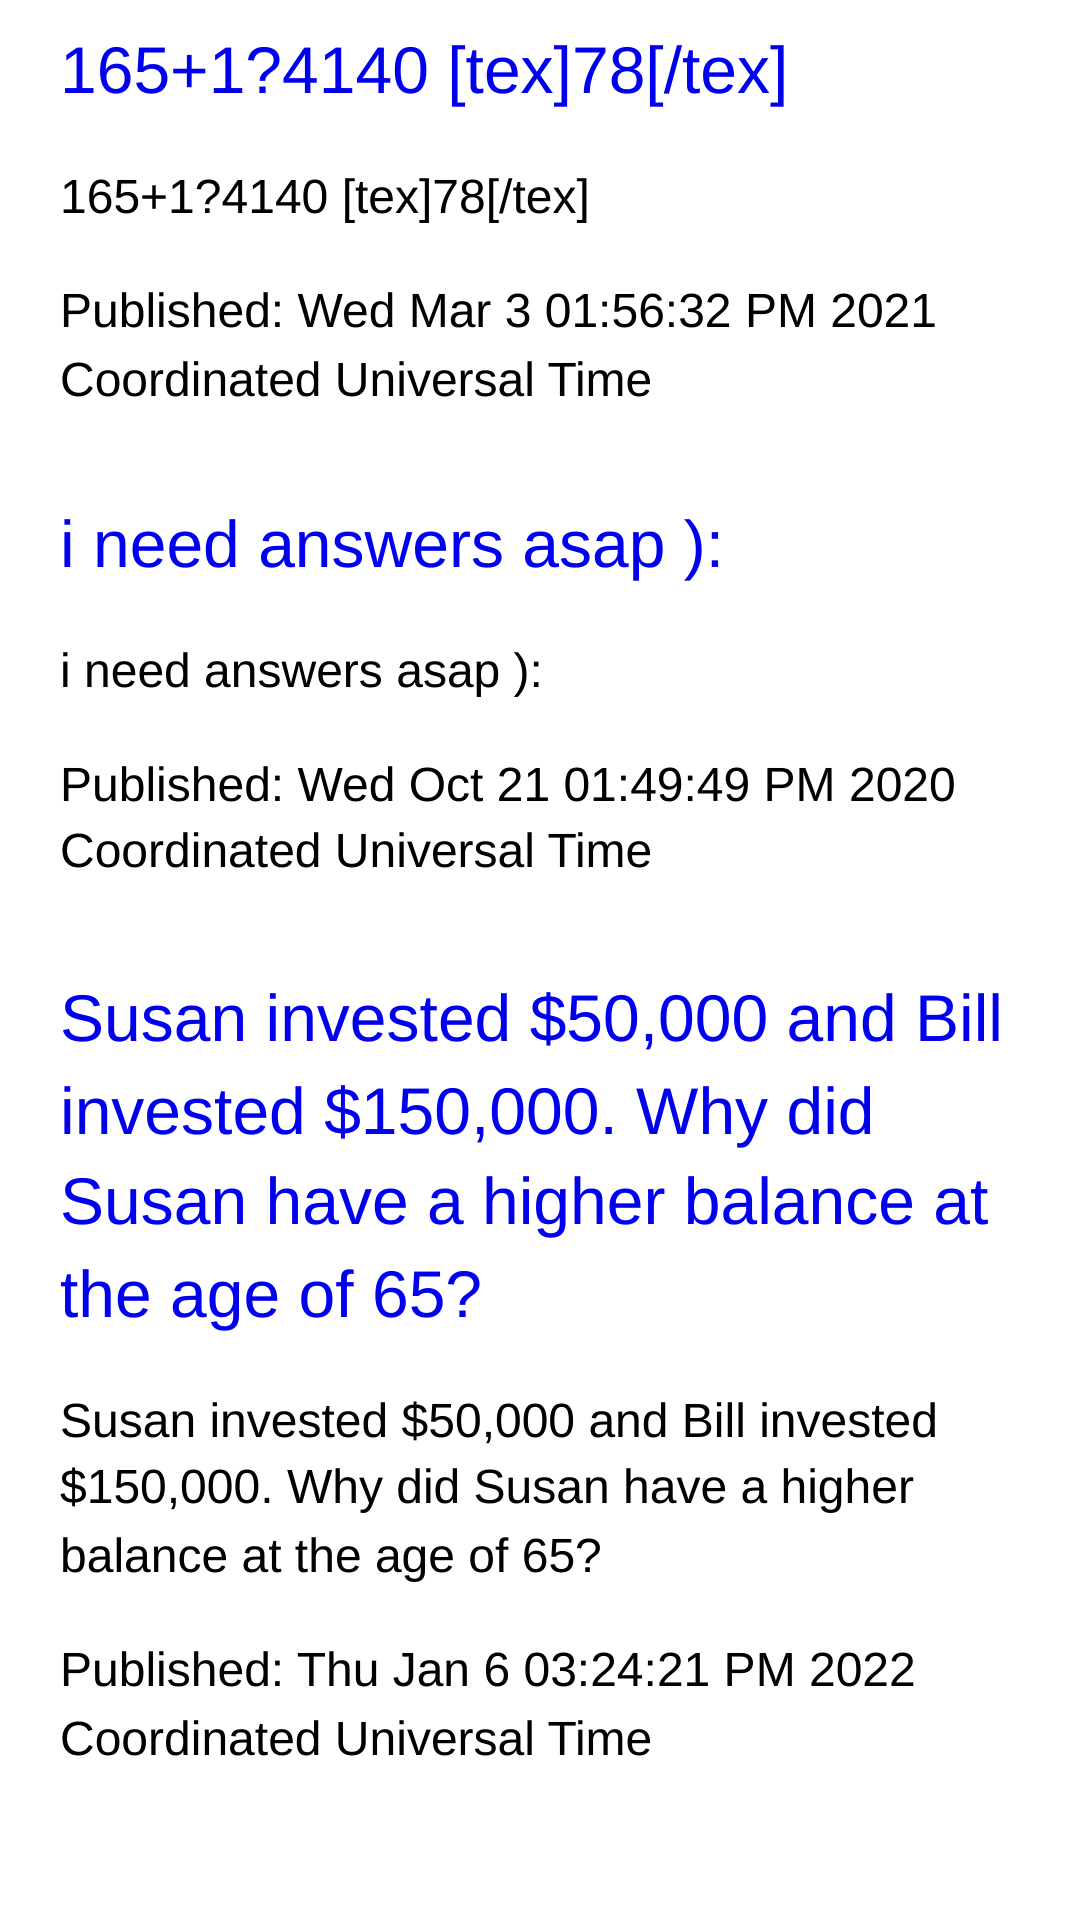 165+1?4140 [tex]78[/tex]
165+1?4140 [tex]78[/tex]
Published: Wed Mar 3 01:56:32 PM 2021
Coordinated Universal Time
i need answers asap ):
i need answers asap ):
Published: Wed Oct 21 01:49:49 PM 2020
Coordinated Universal Time
Susan invested $50,000 and Bill
invested $150,000. Why did
Susan have a higher balance at
the age of 65?
Susan invested $50,000 and Bill invested
$150,000. Why did Susan have a higher
balance at the age of 65?
Published: Thu Jan 6 03:24:21 PM 2022
Coordinated Universal Time